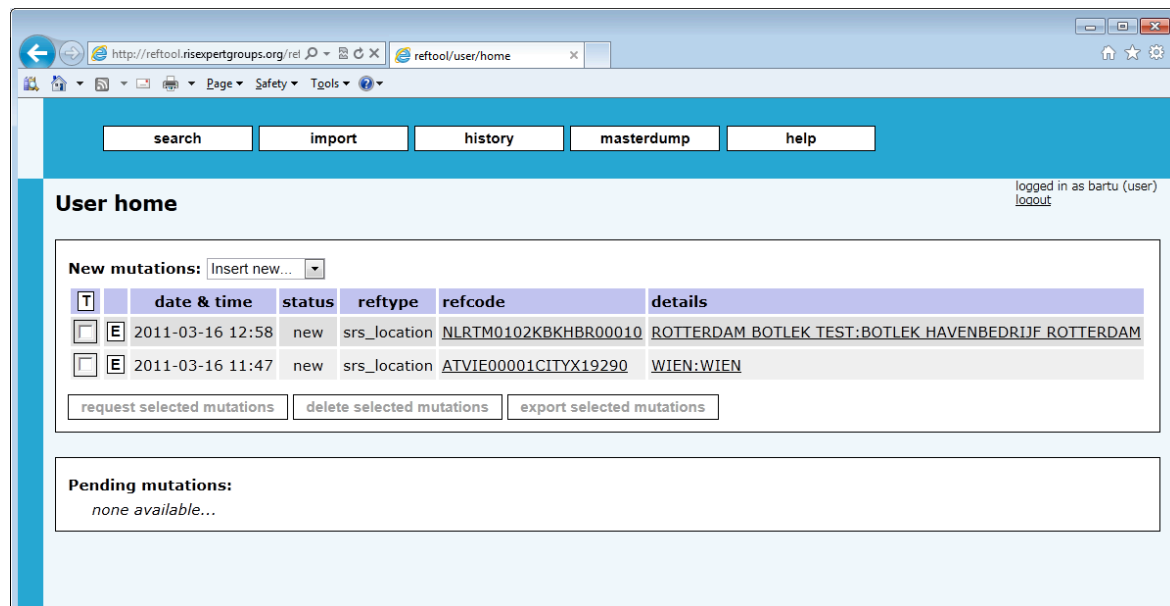 http://reftool.risexpertgroups.org/ref
reftool/user/home
Page Safety Tools
search import history masterdump help
logged in as bartu (user)
logout
User home
New mutations: Insert new...
T date & time status reftype refcode details
E 2011-03-16 12:58 new srs_location NLRTM0102KBKHBR00010 ROTTERDAM BOTLEK TEST:BOTLEK HAVENBEDRIJF ROTTERDAM
E 2011-03-16 11:47 new srs_location ATVIE00001CITYX19290 WIEN:WIEN
request selected mutations delete selected mutations export selected mutations
Pending mutations:
none available...